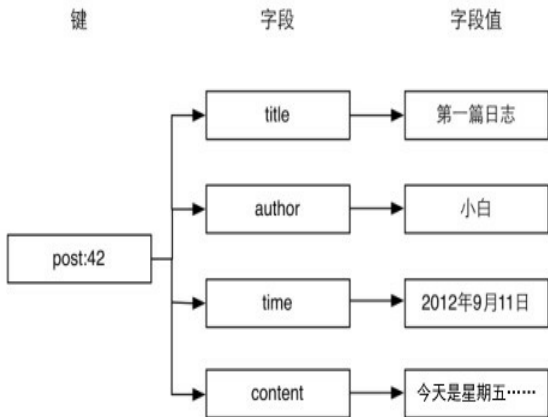 键 字段 字段值
title 第一篇日志
author 小白
post:42
time 2012年9月11日
content 今天是星期五……